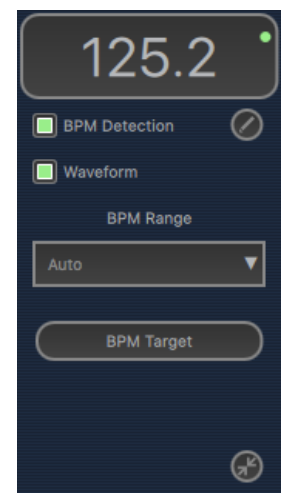 125.2
BPM Detection
Waveform
BPM Range
Auto
BPM Target